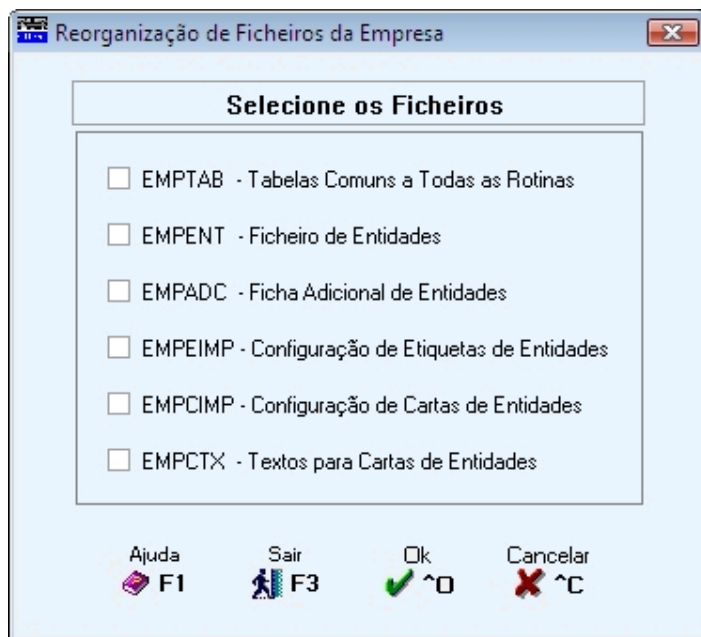 Reorganização de Ficheiros da Empresa
Selecione os Ficheiros
EMPTAB - Tabelas Comuns a Todas as Rotinas
EMPENT - Ficheiro de Entidades
EMPADC - Ficha Adicional de Entidades
EMPEIMP - Configuração de Etiquetas de Entidades
EMPCIMP - Configuração de Cartas de Entidades
EMPCTX - Textos para Cartas de Entidades
Ajuda Sair Ok Cancelar
F1 F3 ^O ^C